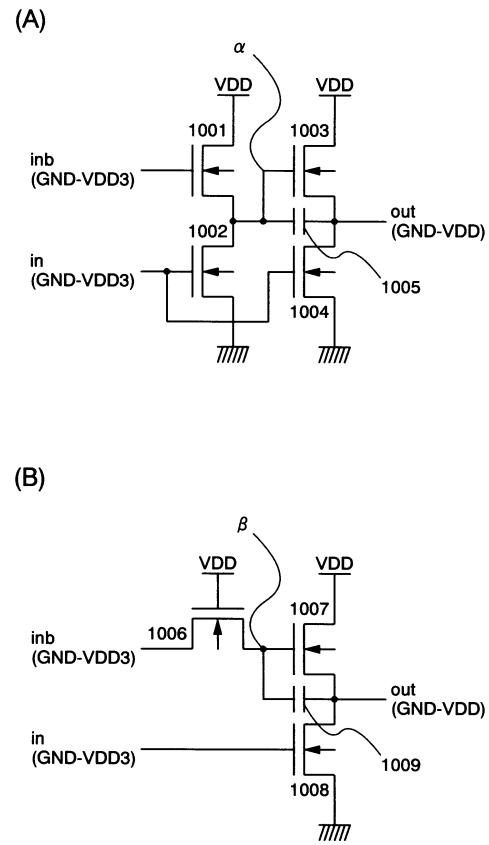 (A)
α
VDD
VDD
1001
1003
inb
(GND-VDD3)
1002
out
(GND-VDD)
in
(GND-VDD3)
1005
1004
(B)
β
VDD
VDD
1007
1006
inb
(GND-VDD3)
out
(GND-VDD)
in
(GND-VDD3)
1009
1008